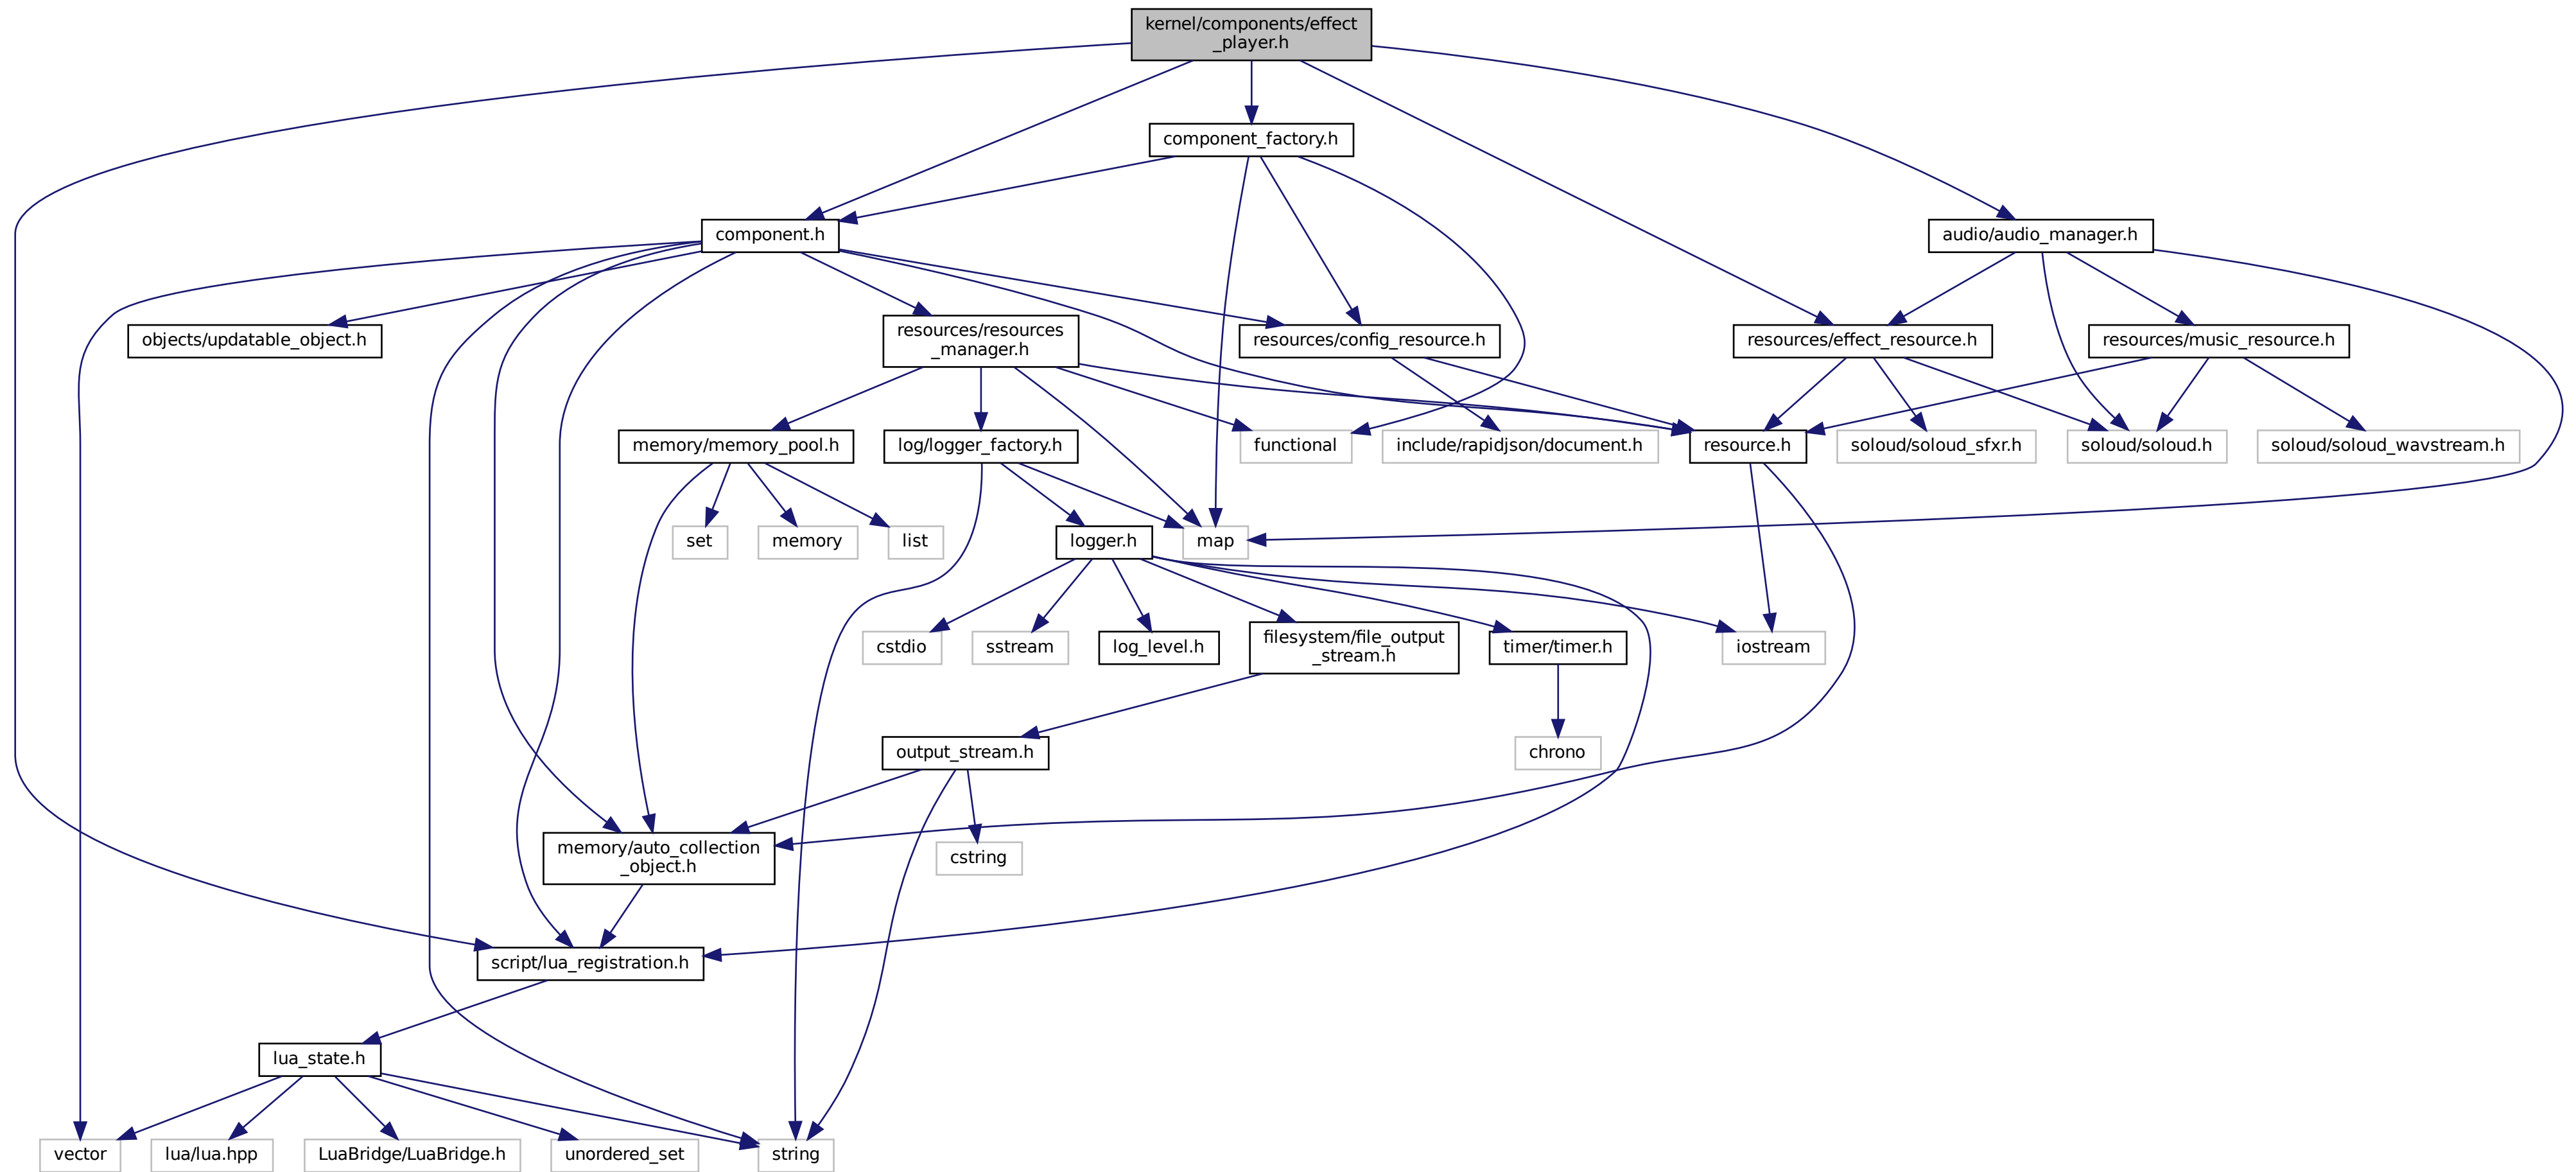 kernel/components/effect
_player.h
component_factory.h
component.h
audio/audio_manager.h
objects/updatable_object.h
resources/resources
_manager.h
resources/config_resource.h
resources/effect_resource.h
resources/music_resource.h
memory/memory_pool.h
log/logger_factory.h
functional
include/rapidjson/document.h
resource.h
soloud/soloud_sfxr.h
soloud/soloud.h
soloud/soloud_wavstream.h
set
memory
list
logger.h
map
cstdio
sstream
log_level.h
filesystem/file_output
_stream.h
timer/timer.h
iostream
output_stream.h
chrono
memory/auto_collection
_object.h
cstring
script/lua_registration.h
lua_state.h
vector
lua/lua.hpp
LuaBridge/LuaBridge.h
unordered_set
string